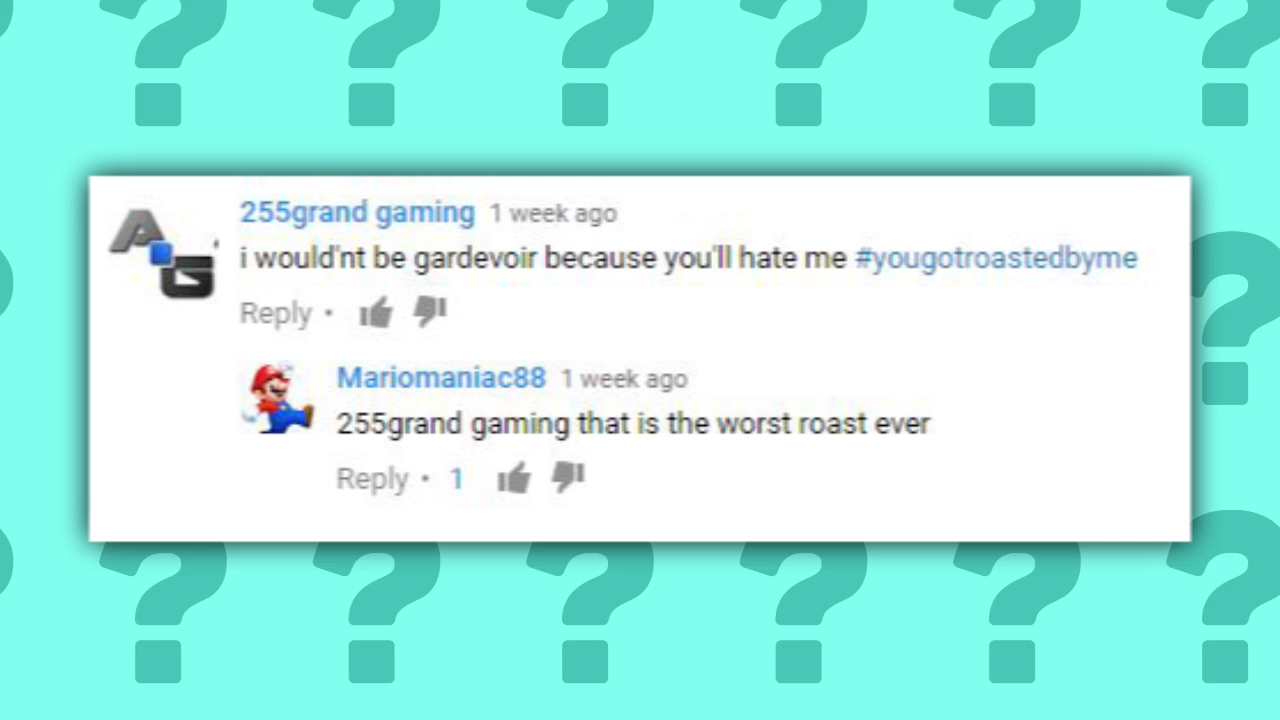 255grand gaming 1 week ago
i would'nt be gardevoir because you'll hate me #yougotroastedbyme
Reply •
Mariomaniac88 1 week ago
255grand gaming that is the worst roast ever
Reply • 1